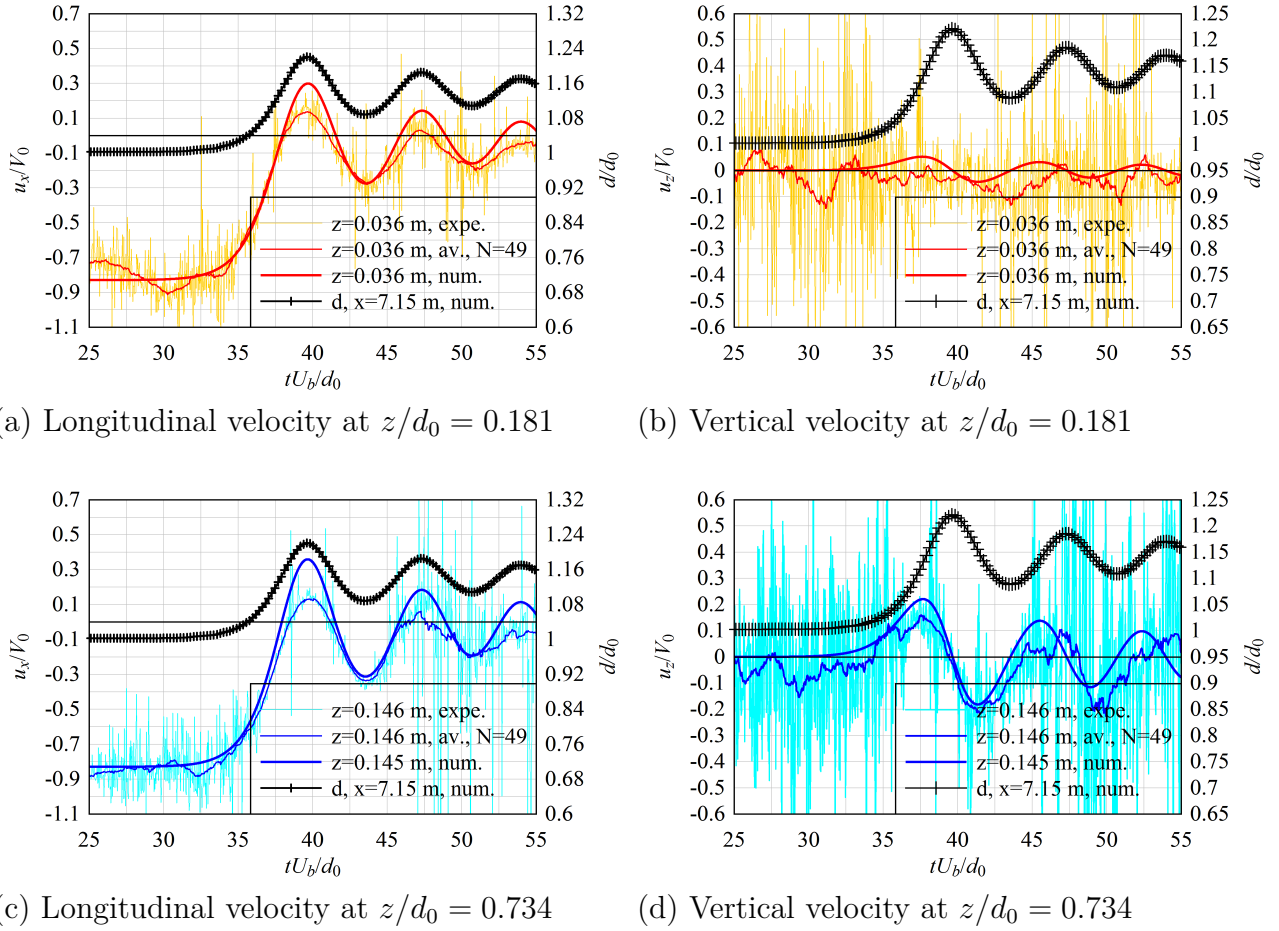 0.7 1.32 0.6 1.25
0.5 1.24 0.5 1.2
0.3 1.16 0.4 1.15
0.1 1.08 0.3 1.1
-0.1 1 0.2 1.05
-0.3 0.92 0.1 1
-0.5 0.84 0 0.95
-0.7 0.76 -0.1 0.9
-0.9 0.68 -0.2 0.85
-1.1 0.6 -0.3 0.8
-0.4 0.75
-0.5 0.7
-0.6 0.65
u_x/V_0 d/d_0 u_z/V_0 d/d_0
z=0.036 m, expe. z=0.036 m, expe.
z=0.036 m, av., N=49 z=0.036 m, av., N=49
z=0.036 m, num. z=0.036 m, num.
d, x=7.15 m, num. d, x=7.15 m, num.
25 30 35 40 45 50 55 25 30 35 40 45 50 55
tU_b/d_0 tU_b/d_0
(a) Longitudinal velocity at z/d_0 = 0.181 (b) Vertical velocity at z/d_0 = 0.181
0.7 1.32 0.6 1.25
0.5 1.24 0.5 1.2
0.3 1.16 0.4 1.15
0.1 1.08 0.3 1.1
-0.1 1 0.2 1.05
-0.3 0.92 0.1 1
-0.5 0.84 0 0.95
-0.7 0.76 -0.1 0.9
-0.9 0.68 -0.2 0.85
-1.1 0.6 -0.3 0.8
-0.4 0.75
-0.5 0.7
-0.6 0.65
u_x/V_0 d/d_0 u_z/V_0 d/d_0
z=0.146 m, expe. z=0.146 m, expe.
z=0.146 m, av., N=49 z=0.146 m, av., N=49
z=0.145 m, num. z=0.145 m, num.
d, x=7.15 m, num. d, x=7.15 m, num.
25 30 35 40 45 50 55 25 30 35 40 45 50 55
tU_b/d_0 tU_b/d_0
(c) Longitudinal velocity at z/d_0 = 0.734 (d) Vertical velocity at z/d_0 = 0.734